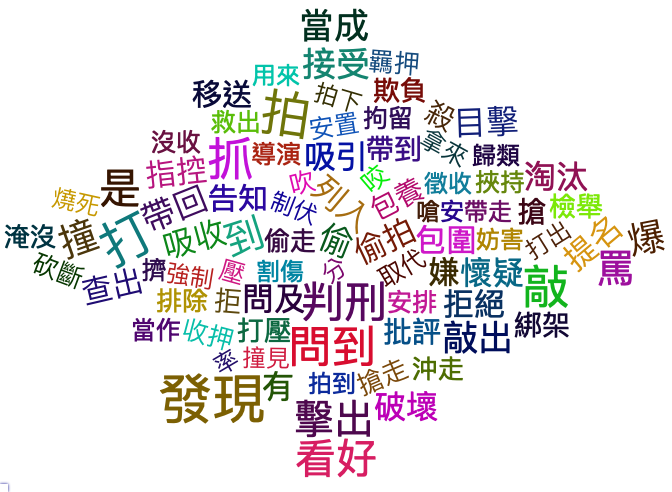 當成
用來
接受
羈押
移送
拍
拍下
欺負
救出
安置
拘留
殺
目擊
沒收
指控
抓
導演
吸引
帶到
拿來
歸類
是
吹
咬
徵收
挾持
淘汰
燒死
帶回
告知
制伏
列入
包養
嗆
安帶走
搶
檢舉
淹沒
撞
打
吸收
到
偷走
偷
偷拍
包圍
妨害
打出
提名
爆
砍斷
查出
擠
強制
壓
割傷
分
取代
嫌
懷疑
敲
罵
排除
拒
問及
判刑
安排
拒絕
當作
收押
打壓
問到
批評
敲出
綁架
率
撞見
發現
有
拍到
搶走
沖走
擊出
破壞
看好